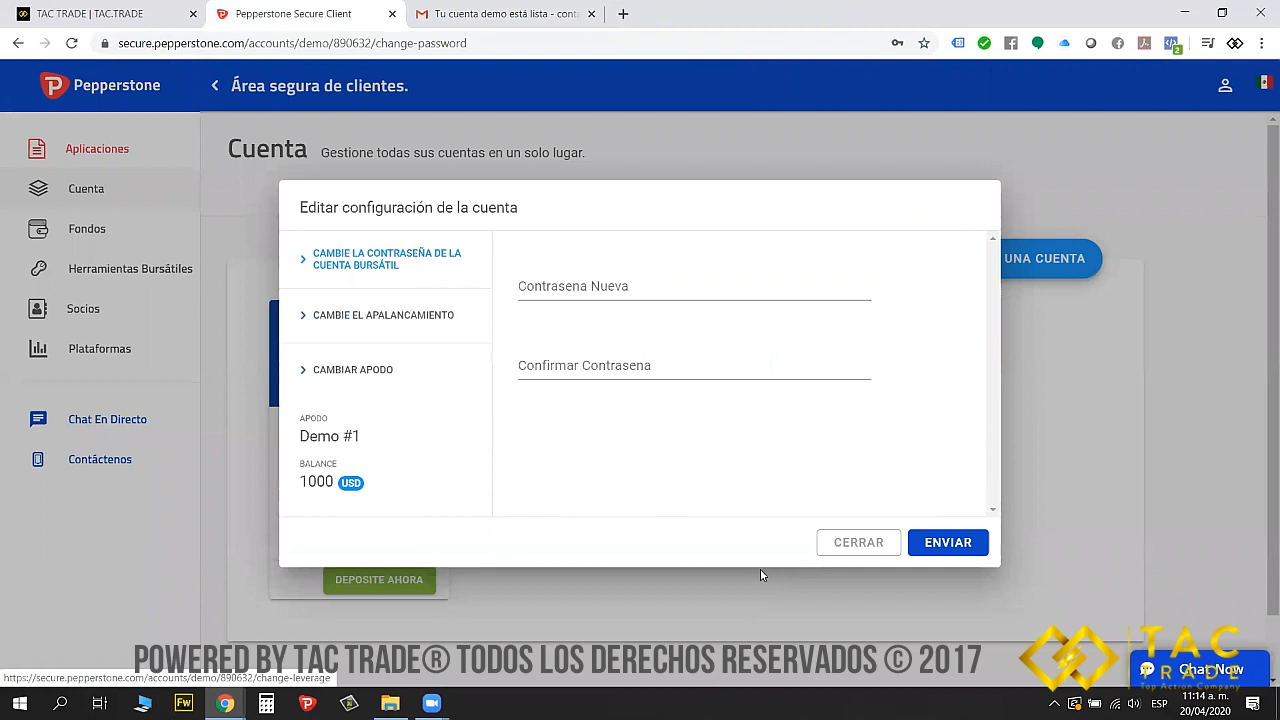 TAC TRADE | TAC.TRADE
Pepperstone Secure Client
Tu cuenta demo está lista - cont
secure.pepperstone.com/accounts/demo/890632/change-password
2
Pepperstone
Área segura de clientes.
Aplicaciones
Cuenta
Fondos
Herramientas Bursátiles
Socios
Plataformas
Chat En Directo
Contáctenos
Cuenta
Gestione todas sus cuentas en un solo lugar.
UNA CUENTA
Editar configuración de la cuenta
CAMBIE LA CONTRASEÑA DE LA
CUENTA BURSÁTIL
CAMBIE EL APALANCAMIENTO
CAMBIAR APODO
APODO
Demo #1
BALANCE
1000 USD
Contrasena Nueva
Confirmar Contrasena
CERRAR
ENVIAR
DEPOSITE AHORA
POWERED BY TAC TRADE® TODOS LOS DERECHOS RESERVADOS © 2017
TAC
TRADE
Top Action Company
Chat Now
https://secure.pepperstone.com/accounts/demo/890632/change-leverage
Fw
ESP
11:14 a. m.
20/04/2020